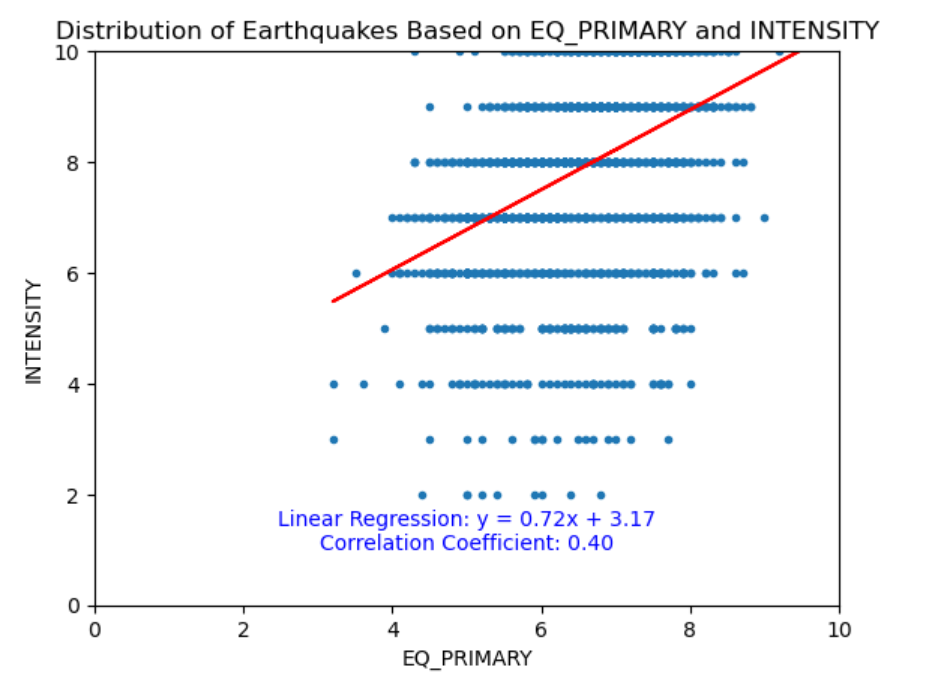 Distribution of Earthquakes Based on EQ_PRIMARY and INTENSITY
10
8
6
4
2
0
INTENSITY
Linear Regression: y = 0.72x + 3.17
Correlation Coefficient: 0.40
0 2 4 6 8 10
EQ_PRIMARY